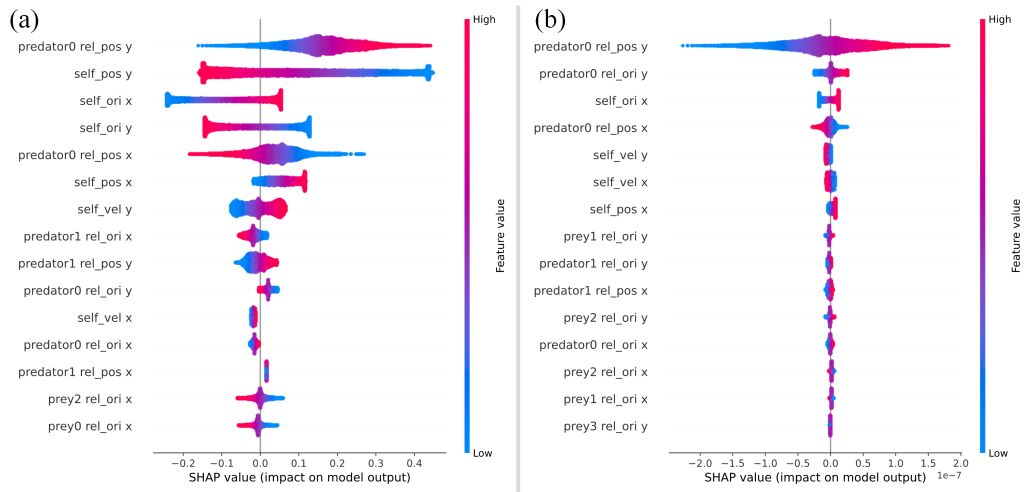 (a)
High
predator0 rel_pos y
self_pos y
self_ori x
self_ori y
predator0 rel_pos x
self_pos x
self_vel y
predator1 rel_ori x
predator1 rel_pos y
predator0 rel_ori y
self_vel x
predator0 rel_ori x
predator1 rel_pos x
prey2 rel_ori x
prey0 rel_ori x
Feature value
Low
−0.2 −0.1 0.0 0.1 0.2 0.3 0.4
SHAP value (impact on model output)
(b)
High
predator0 rel_pos y
predator0 rel_ori y
self_ori x
predator0 rel_pos x
self_vel y
self_vel x
self_pos x
prey1 rel_ori y
predator1 rel_ori y
predator1 rel_pos x
prey2 rel_ori y
predator0 rel_ori x
prey2 rel_ori x
prey1 rel_ori x
prey3 rel_ori y
Feature value
Low
−2.0 −1.5 −1.0 −0.5 0.0 0.5 1.0 1.5 2.0
SHAP value (impact on model output) 1e−7